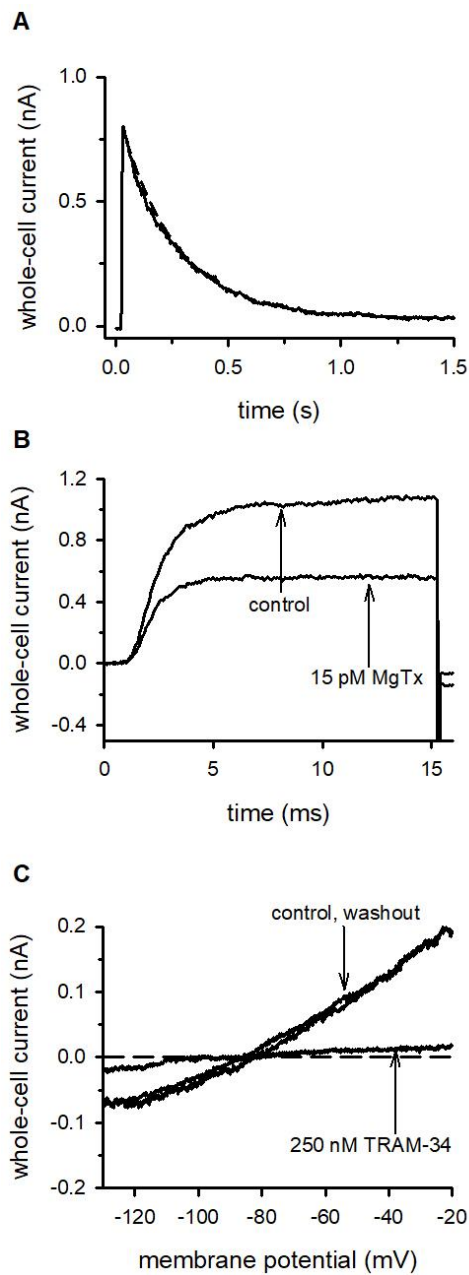 A
1.0
0.5
0.0
whole-cell current (nA)
0.0 0.5 1.0 1.5
time (s)
B
1.2
0.8
0.4
0.0
-0.4
whole-cell current (nA)
control
15 pM MgTx
0 5 10 15
time (ms)
C
0.2
0.1
0.0
-0.1
-0.2
whole-cell current (nA)
control, washout
250 nM TRAM-34
-120 -100 -80 -60 -40 -20
membrane potential (mV)